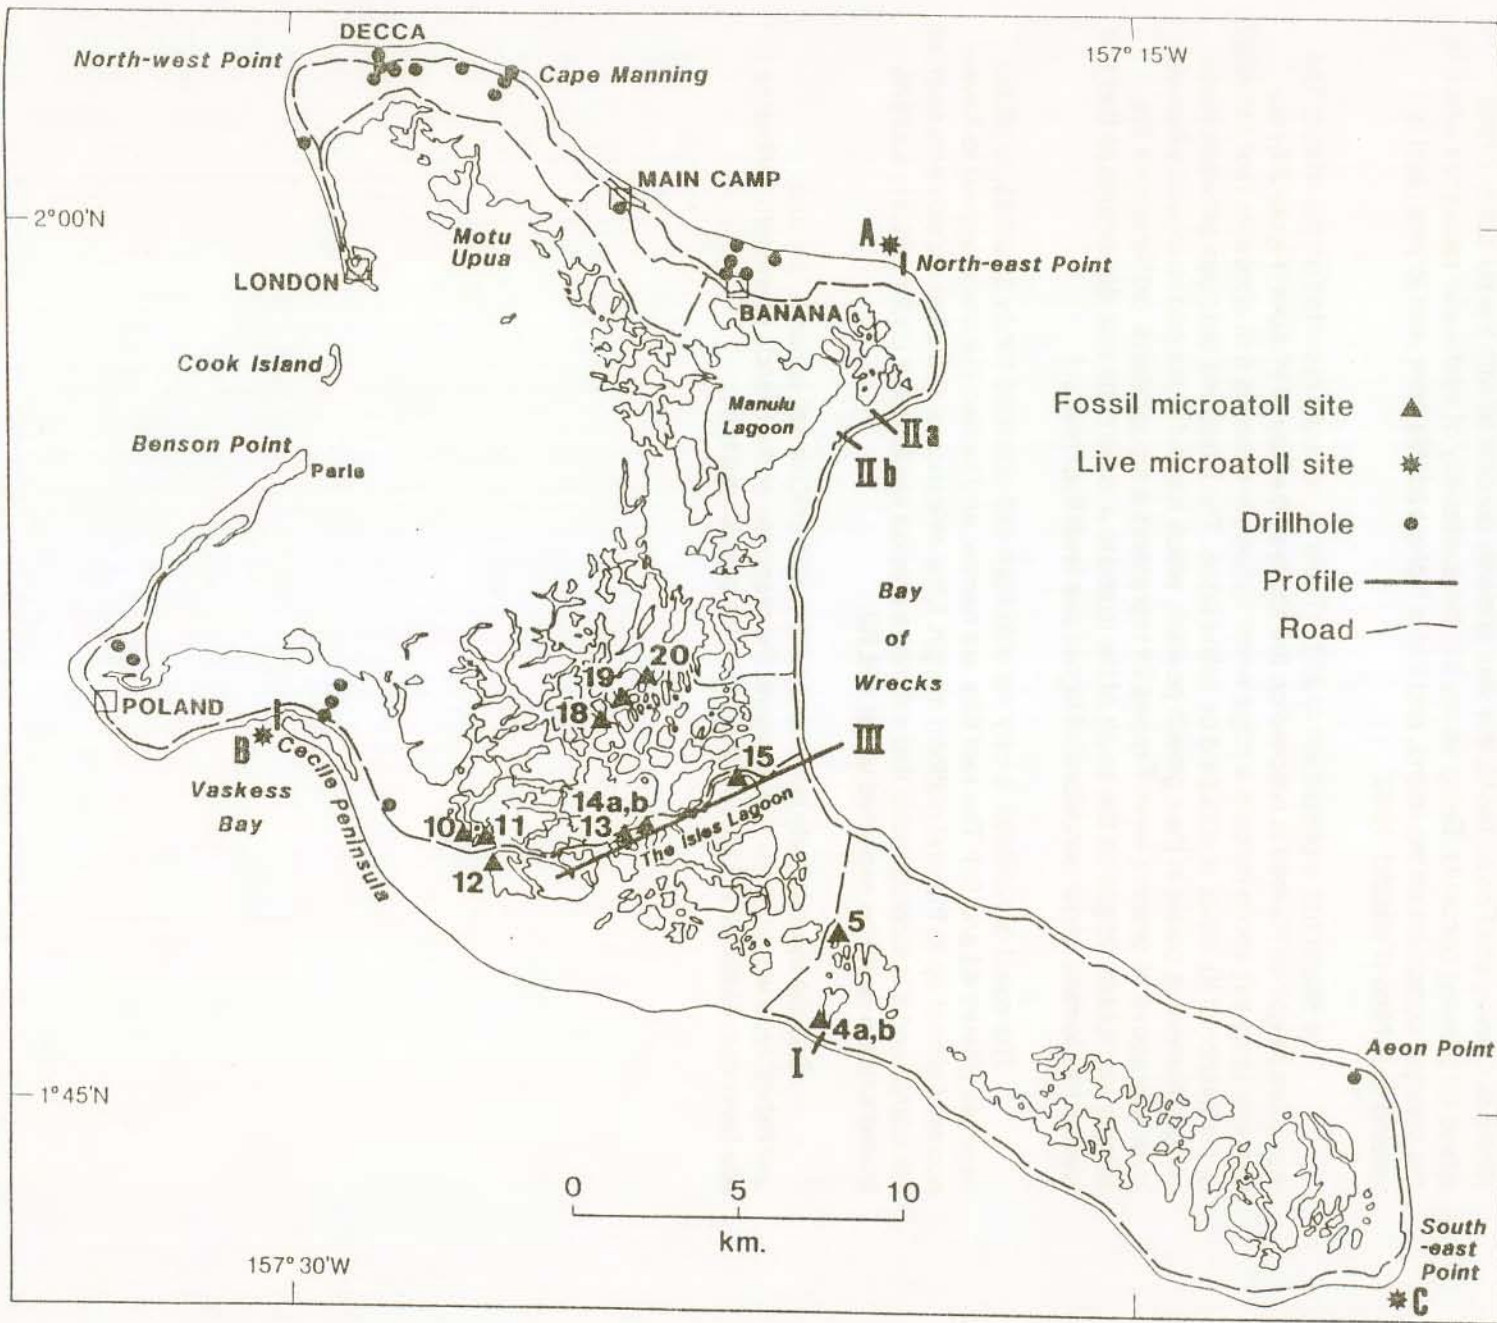 DECCA
North-west Point
Cape Manning
157° 15'W
MAIN CAMP
2°00'N
A
Motu
Upua
North-east Point
LONDON
BANANA
Cook Island
Manulu
Lagoon
Fossil microatoll site
IIa
Benson Point
IIb
Live microatoll site
Paris
Drillhole
Profile
Bay
of
Wrecks
Road
20
19
18
POLAND
B
Cecile Peninsula
Vaskess
Bay
III
15
14a,b
10
11
13
The Isles Lagoon
12
5
4a,b
I
Aeon Point
1°45'N
0
5
10
km.
South
-east
Point
157° 30'W
C